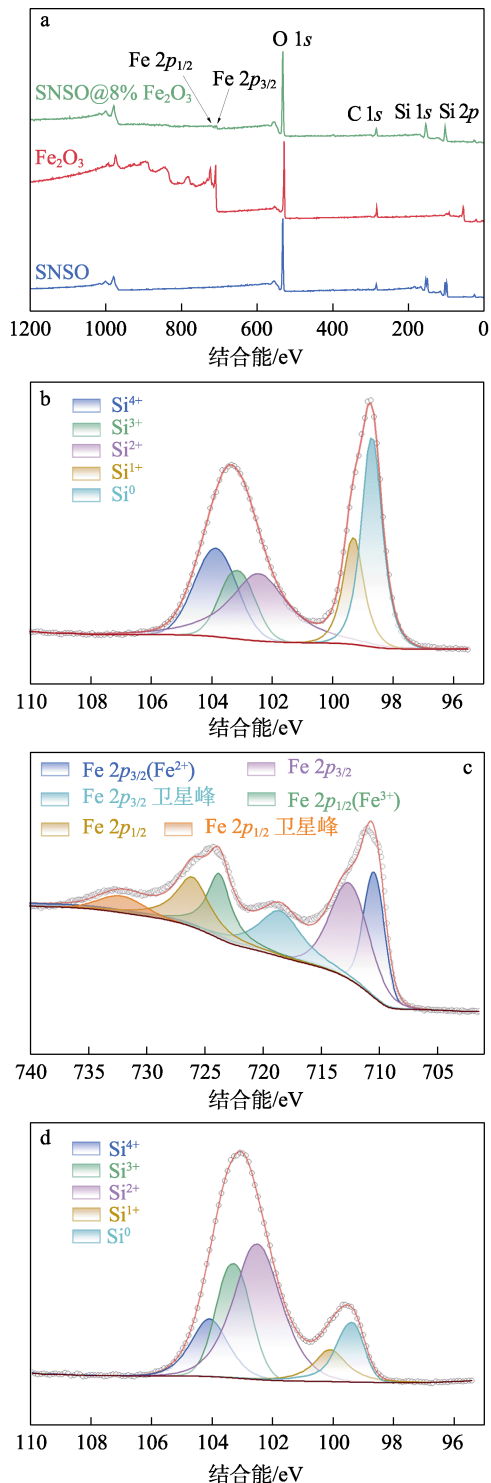 a
O 1s
Fe 2p₁/₂
Fe 2p₃/₂
SNSO@8% Fe₂O₃
C 1s
Si 1s
Si 2p
Fe₂O₃
SNSO
1200
1000
800
600
400
200
0
结合能/eV
b
Si⁴⁺
Si³⁺
Si²⁺
Si¹⁺
Si⁰
110
108
106
104
102
100
98
96
结合能/eV
c
Fe 2p₃/₂(Fe²⁺)
Fe 2p₃/₂
Fe 2p₃/₂ 卫星峰
Fe 2p₁/₂(Fe³⁺)
Fe 2p₁/₂
Fe 2p₁/₂ 卫星峰
740
735
730
725
720
715
710
705
结合能/eV
d
Si⁴⁺
Si³⁺
Si²⁺
Si¹⁺
Si⁰
110
108
106
104
102
100
98
96
结合能/eV